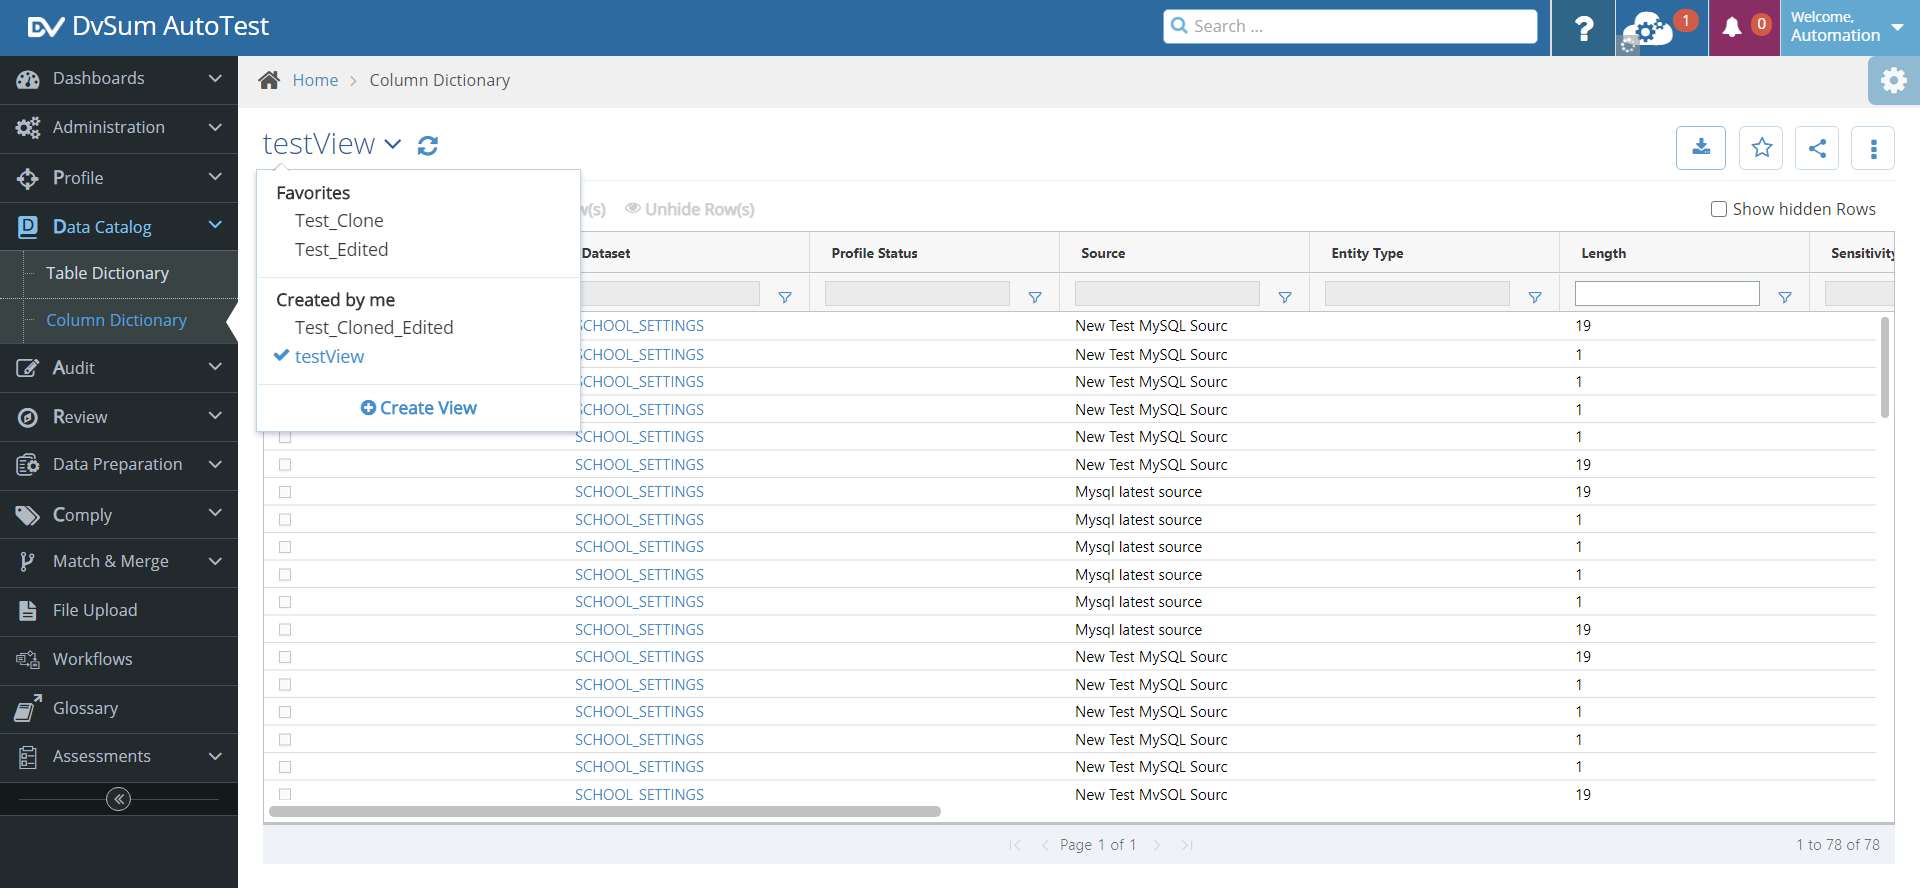 DV DvSum AutoTest
Search ...
?
1
0
Welcome,
Automation
Dashboards
Administration
Profile
Data Catalog
Table Dictionary
Column Dictionary
Audit
Review
Data Preparation
Comply
Match & Merge
File Upload
Workflows
Glossary
Assessments
Home > Column Dictionary
testView
Favorites
Test_Clone
Test_Edited
Created by me
Test_Cloned_Edited
testView
Create View
Unhide Row(s)
Show hidden Rows
Dataset Profile Status Source Entity Type Length Sensitivity
SCHOOL_SETTINGS New Test MySQL Sourc 19
SCHOOL_SETTINGS New Test MySQL Sourc 1
SCHOOL_SETTINGS New Test MySQL Sourc 1
SCHOOL_SETTINGS New Test MySQL Sourc 1
SCHOOL_SETTINGS New Test MySQL Sourc 1
SCHOOL_SETTINGS New Test MySQL Sourc 19
SCHOOL_SETTINGS Mysql latest source 19
SCHOOL_SETTINGS Mysql latest source 1
SCHOOL_SETTINGS Mysql latest source 1
SCHOOL_SETTINGS Mysql latest source 1
SCHOOL_SETTINGS Mysql latest source 1
SCHOOL_SETTINGS Mysql latest source 19
SCHOOL_SETTINGS New Test MySQL Sourc 19
SCHOOL_SETTINGS New Test MySQL Sourc 1
SCHOOL_SETTINGS New Test MySQL Sourc 1
SCHOOL_SETTINGS New Test MySQL Sourc 1
SCHOOL_SETTINGS New Test MySQL Sourc 1
SCHOOL_SETTINGS New Test MySQL Sourc 19
Page 1 of 1
1 to 78 of 78